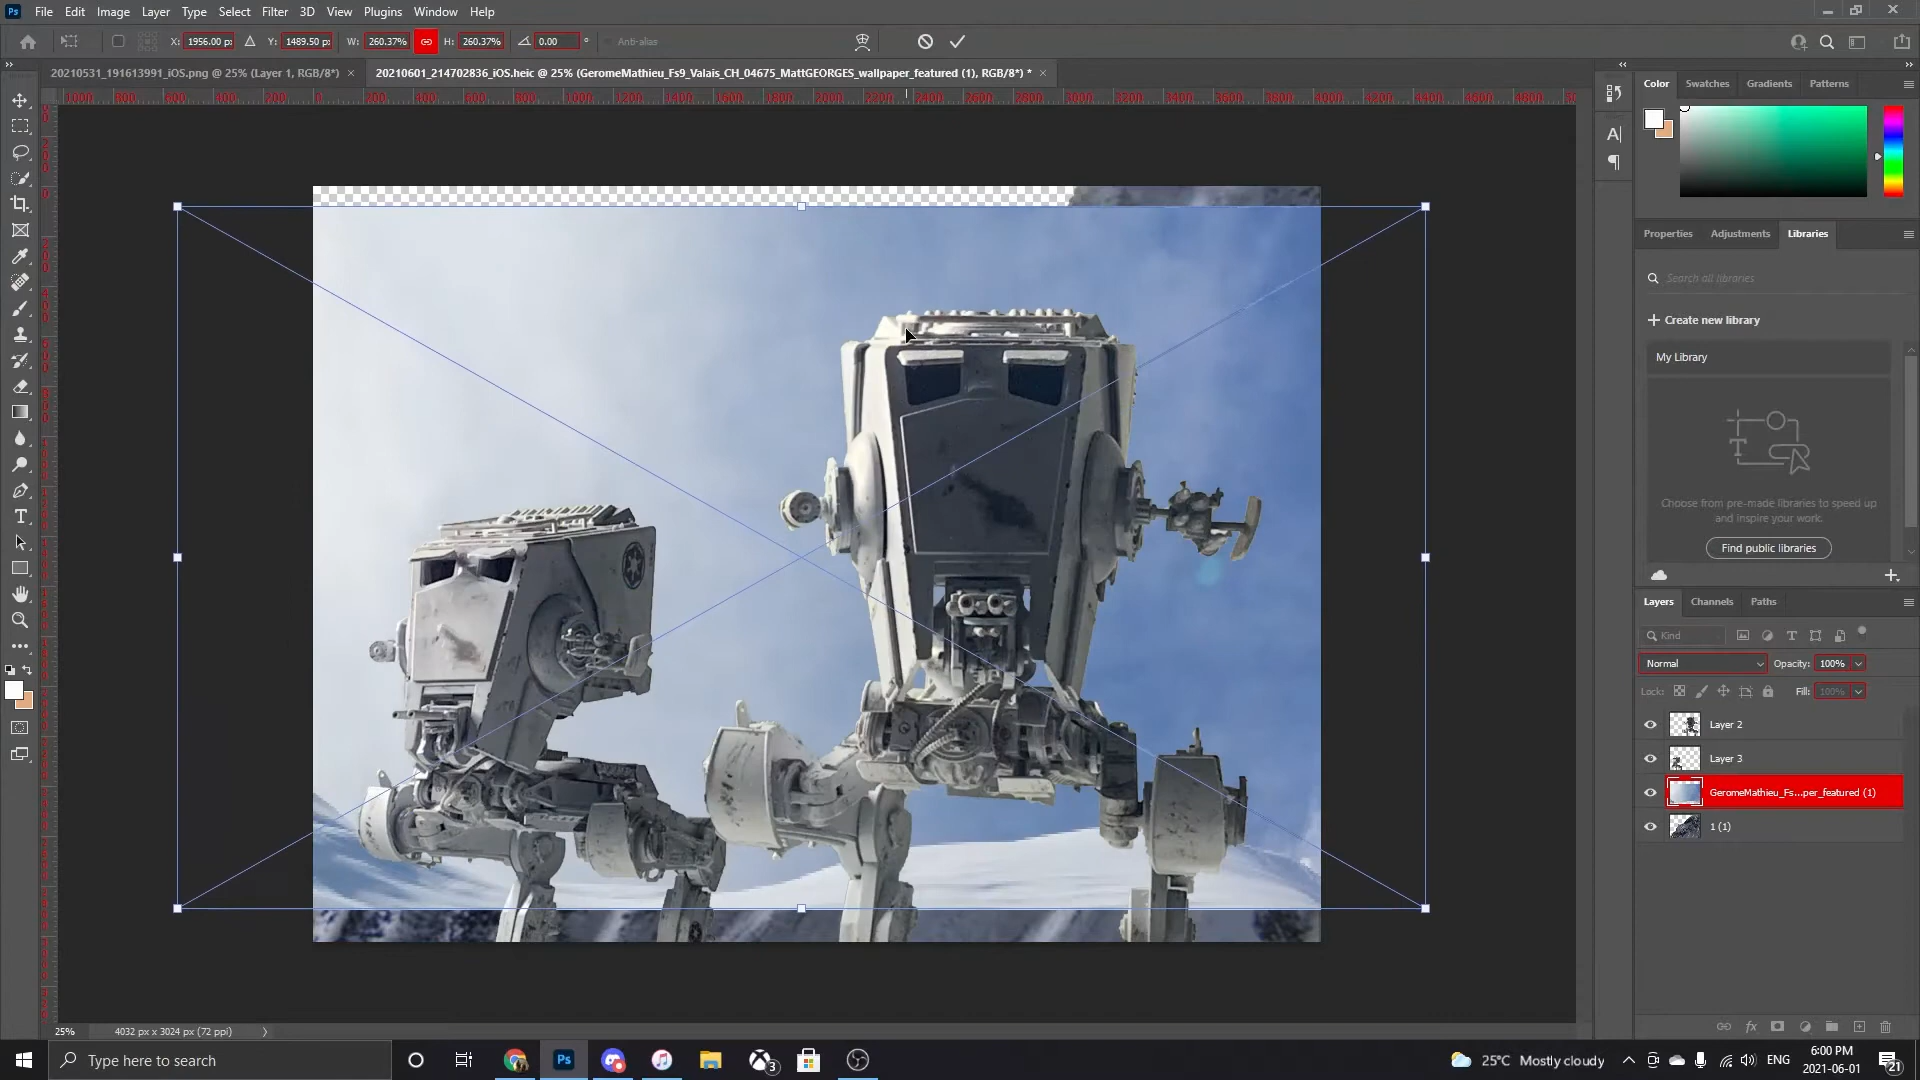 Ps File Edit Image Layer Type Select Filter 3D View Plugins Window Help
X: 1956.00 p: Y: 1489.50 p: W: 260.37% H: 260.37% 0.00 ° Anti-alias
20210531_191613991_iOS.png @ 25% (Layer 1, RGB/8*) ×
20210601_214702836_iOS.heic @ 25% (GeromeMathieu_Fs9_Valais_CH_04675_MattGEORGES_wallpaper_featured (1), RGB/8*) * ×
Color Swatches Gradients Patterns
Properties Adjustments Libraries
Search all libraries
Create new library
My Library
Choose from pre-made libraries to speed up
and inspire your work.
Find public libraries
Layers Channels Paths
Kind
Normal Opacity: 100%
Lock: Fill: 100%
Layer 2
Layer 3
GeromeMathieu_Fs...per_featured (1)
1 (1)
25% 4032 px x 3024 px (72 ppi)
Type here to search
Ps
3
25°C Mostly cloudy
ENG
6:00 PM
2021-06-01
21